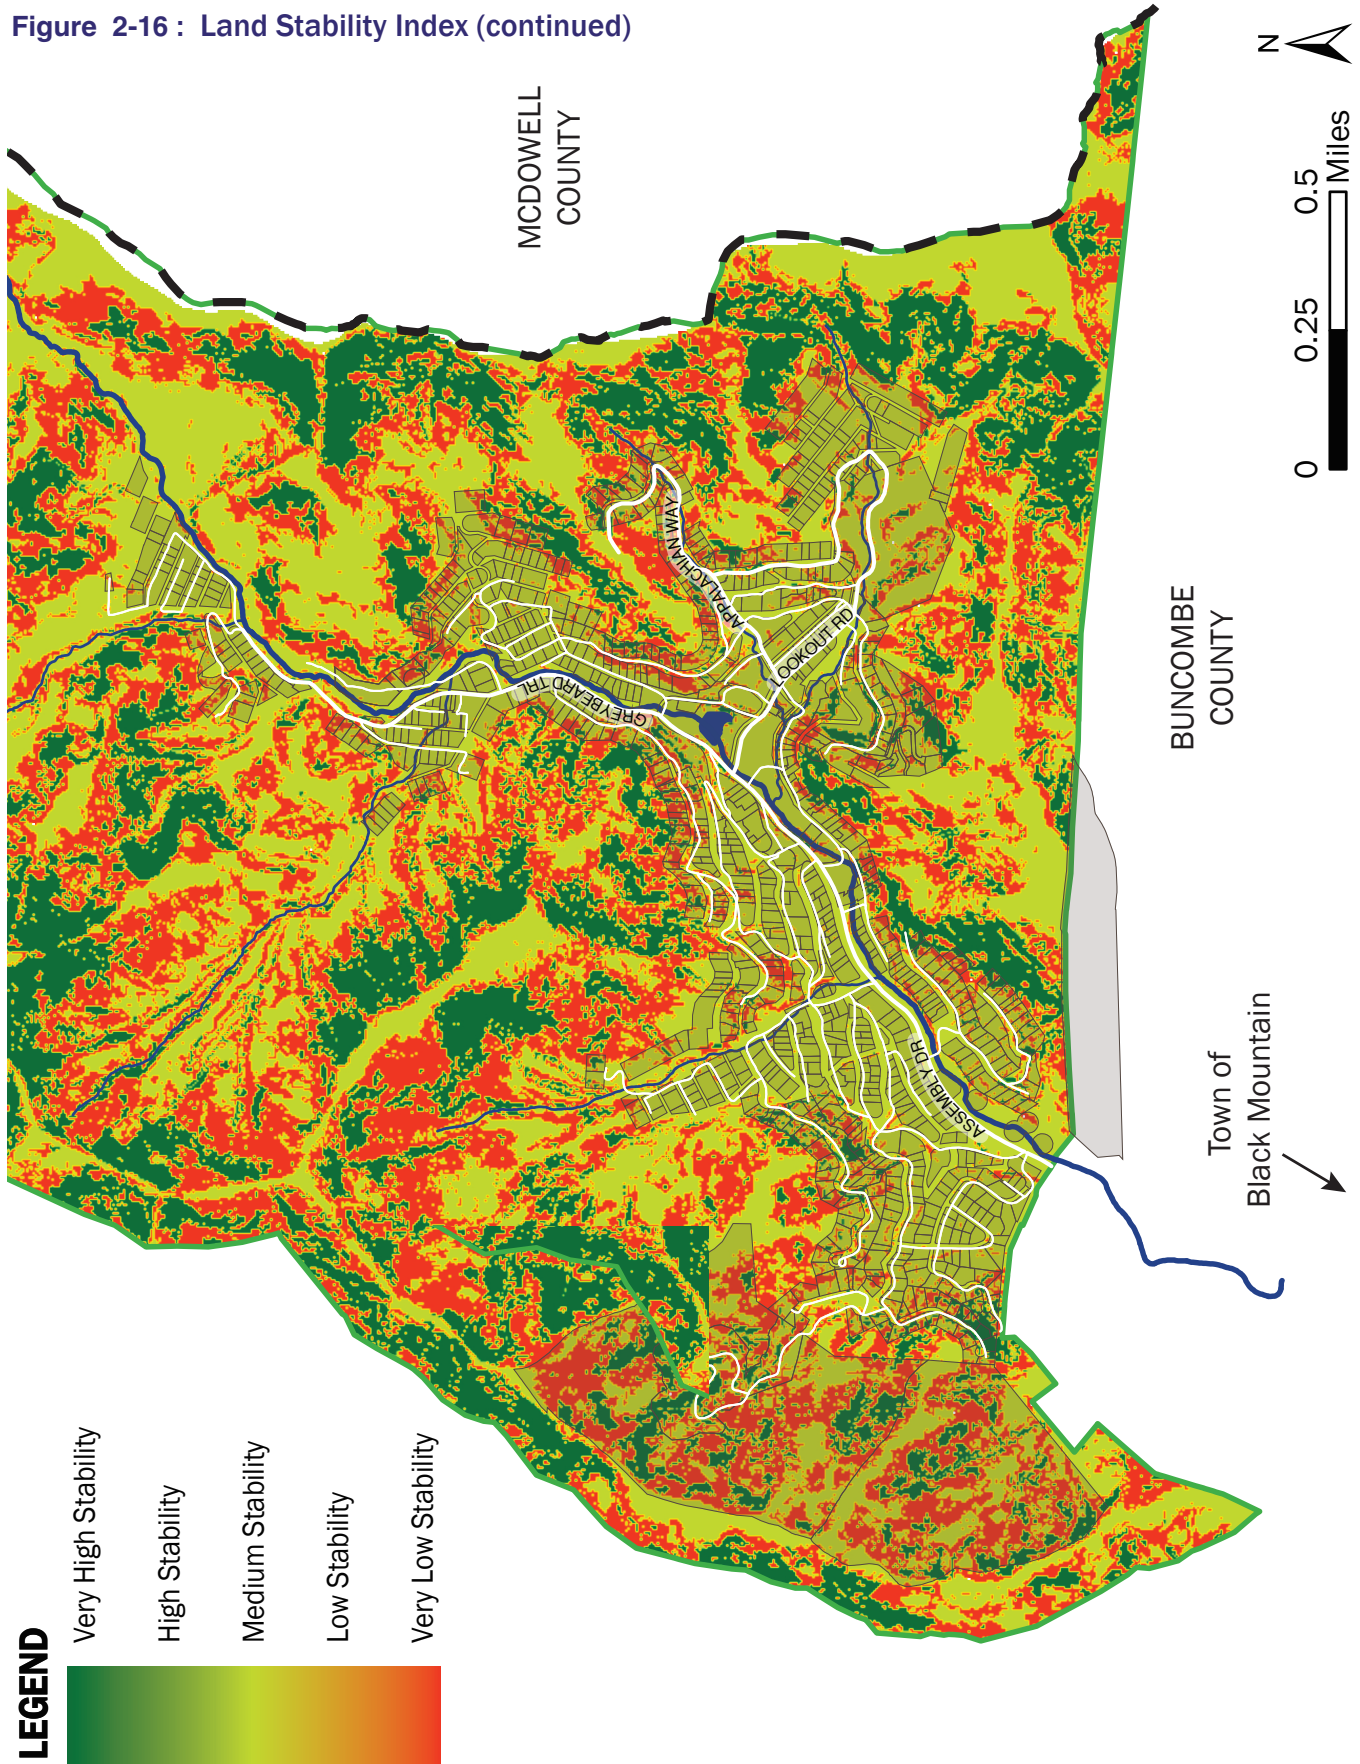 Figure 2-16 : Land Stability Index (continued)
N
MCDOWELL
COUNTY
0
0.25
0.5
Miles
APPALACHIAN WAY
LOOKOUT RD
GREYBEARD TRL
BUNCOMBE
COUNTY
ASSEMBLY DR
Town of
Black Mountain
LEGEND
Very High Stability
High Stability
Medium Stability
Low Stability
Very Low Stability